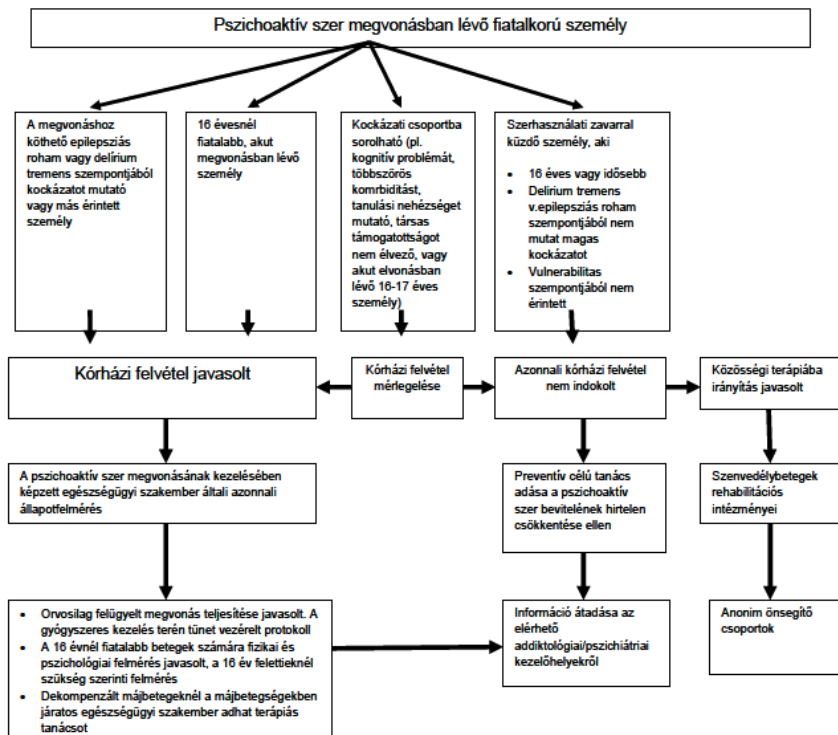 Pszichoaktív szer megvonásban lévő fiatalkorú személy
A megvonáshoz
köthető epilepsziás
roham vagy delírium
tremens szempontjából
kockázatot mutató
vagy más érintett
személy
16 évesnél
fiatalabb, akut
megvonásban lévő
személy
Kockázati csoportba
sorolható (pl.
kognitív problémát,
többszörös
komrbiditást,
tanulási nehézséget
mutató, társas
támogatottságot
nem élvező, vagy
akut elvonásban
lévő 16-17 éves
személy)
Szerhasználati zavarral
küzdő személy, aki
• 16 éves vagy idősebb
• Delirium tremens
v.epilepsziás roham
szempontjából nem
mutat magas
kockázatot
• Vulnerabilitas
szempontjából nem
érintett
Kórházi felvétel javasolt
Kórházi felvétel
mérlegelése
Azonnali kórházi felvétel
nem indokolt
Közösségi terápiába
irányítás javasolt
A pszichoaktív szer megvonásának kezelésében
képzett egészségügyi szakember általi azonnali
állapotfelmérés
Preventív célú tanács
adása a pszichoaktív
szer bevitelének hirtelen
csökkentése ellen
Szenvedélybetegek
rehabilitációs
intézményei
• Orvosilag felügyelt megvonás teljesítése javasolt. A
gyógyszeres kezelés terén tünet vezérelt protokoll
• A 16 évnél fiatalabb betegek számára fizikai és
pszichológiai felmérés javasolt, a 16 év felettieknél
szükség szerinti felmérés
• Dekompenzált májbetegeknél a májbetegségekben
járatos egészségügyi szakember adhat terápiás
tanácsot
Információ átadása az
elérhető
addiktológiai/pszichiátriai
kezelőhelyekről
Anonim önsegítő
csoportok